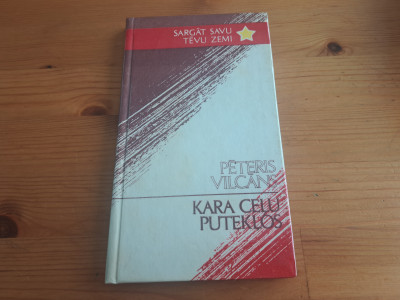 SARGĀT SAVU
TĒVU ZEMI
PĒTERIS
VILCĀNS
KARA CEĻU
PUTEKĻOS